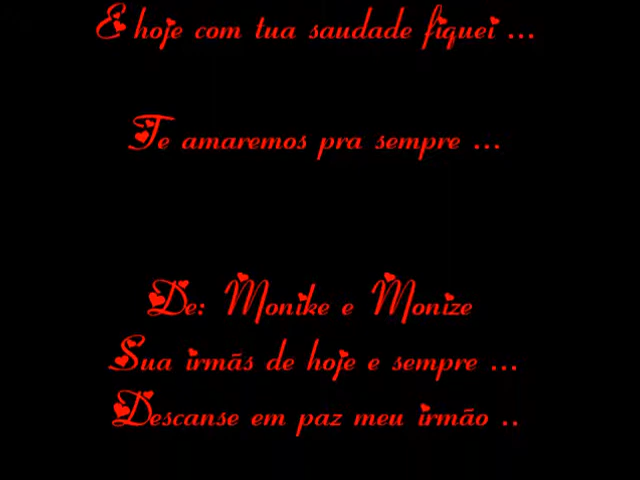 E hoje com tua saudade fiquei ...
Te amaremos pra sempre ...
De: Monike e Monize
Sua irmãs de hoje e sempre ...
Descanse em paz meu irmão ..